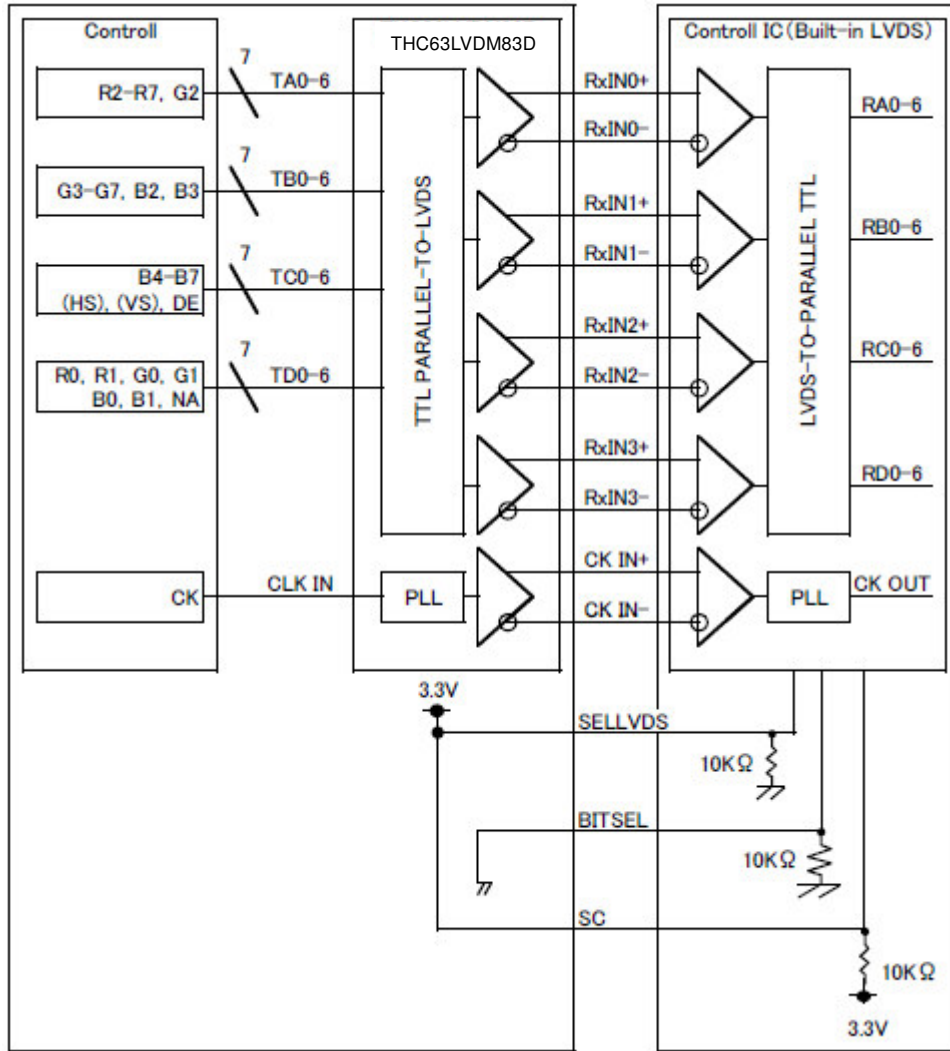 Controll
THC63LVDM83D
Controll IC(Built-in LVDS)
R2-R7, G2
7
TA0-6
RxIN0+
RxIN0-
RA0-6
G3-G7, B2, B3
7
TB0-6
RxIN1+
RxIN1-
RB0-6
B4-B7
(HS), (VS), DE
7
TC0-6
RxIN2+
RxIN2-
RC0-6
R0, R1, G0, G1
B0, B1, NA
7
TD0-6
RxIN3+
RxIN3-
RD0-6
TTL PARALLEL-TO-LVDS
LVDS-TO-PARALLEL TTL
CK
CLK IN
PLL
CK IN+
CK IN-
PLL
CK OUT
3.3V
SELLVDS
10KΩ
BITSEL
10KΩ
SC
10KΩ
3.3V